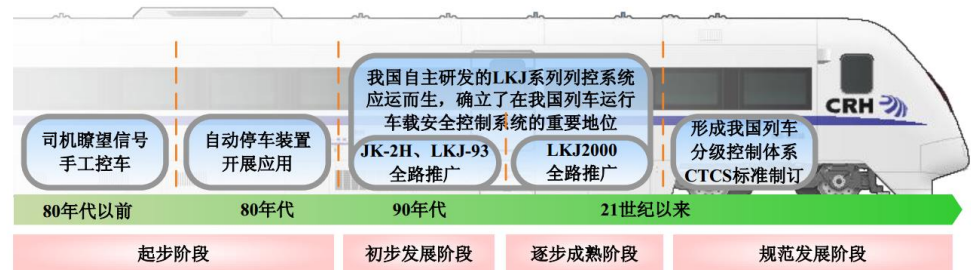 我国自主研发的LKJ系列列控系统
应运而生，确立了在我国列车运行
车载安全控制系统的重要地位
CRH
司机瞭望信号
手工控车
自动停车装置
开展应用
JK-2H、LKJ-93
全路推广
LKJ2000
全路推广
形成我国列车
分级控制体系
CTCS标准制订
80年代以前
80年代
90年代
21世纪以来
起步阶段
初步发展阶段
逐步成熟阶段
规范发展阶段